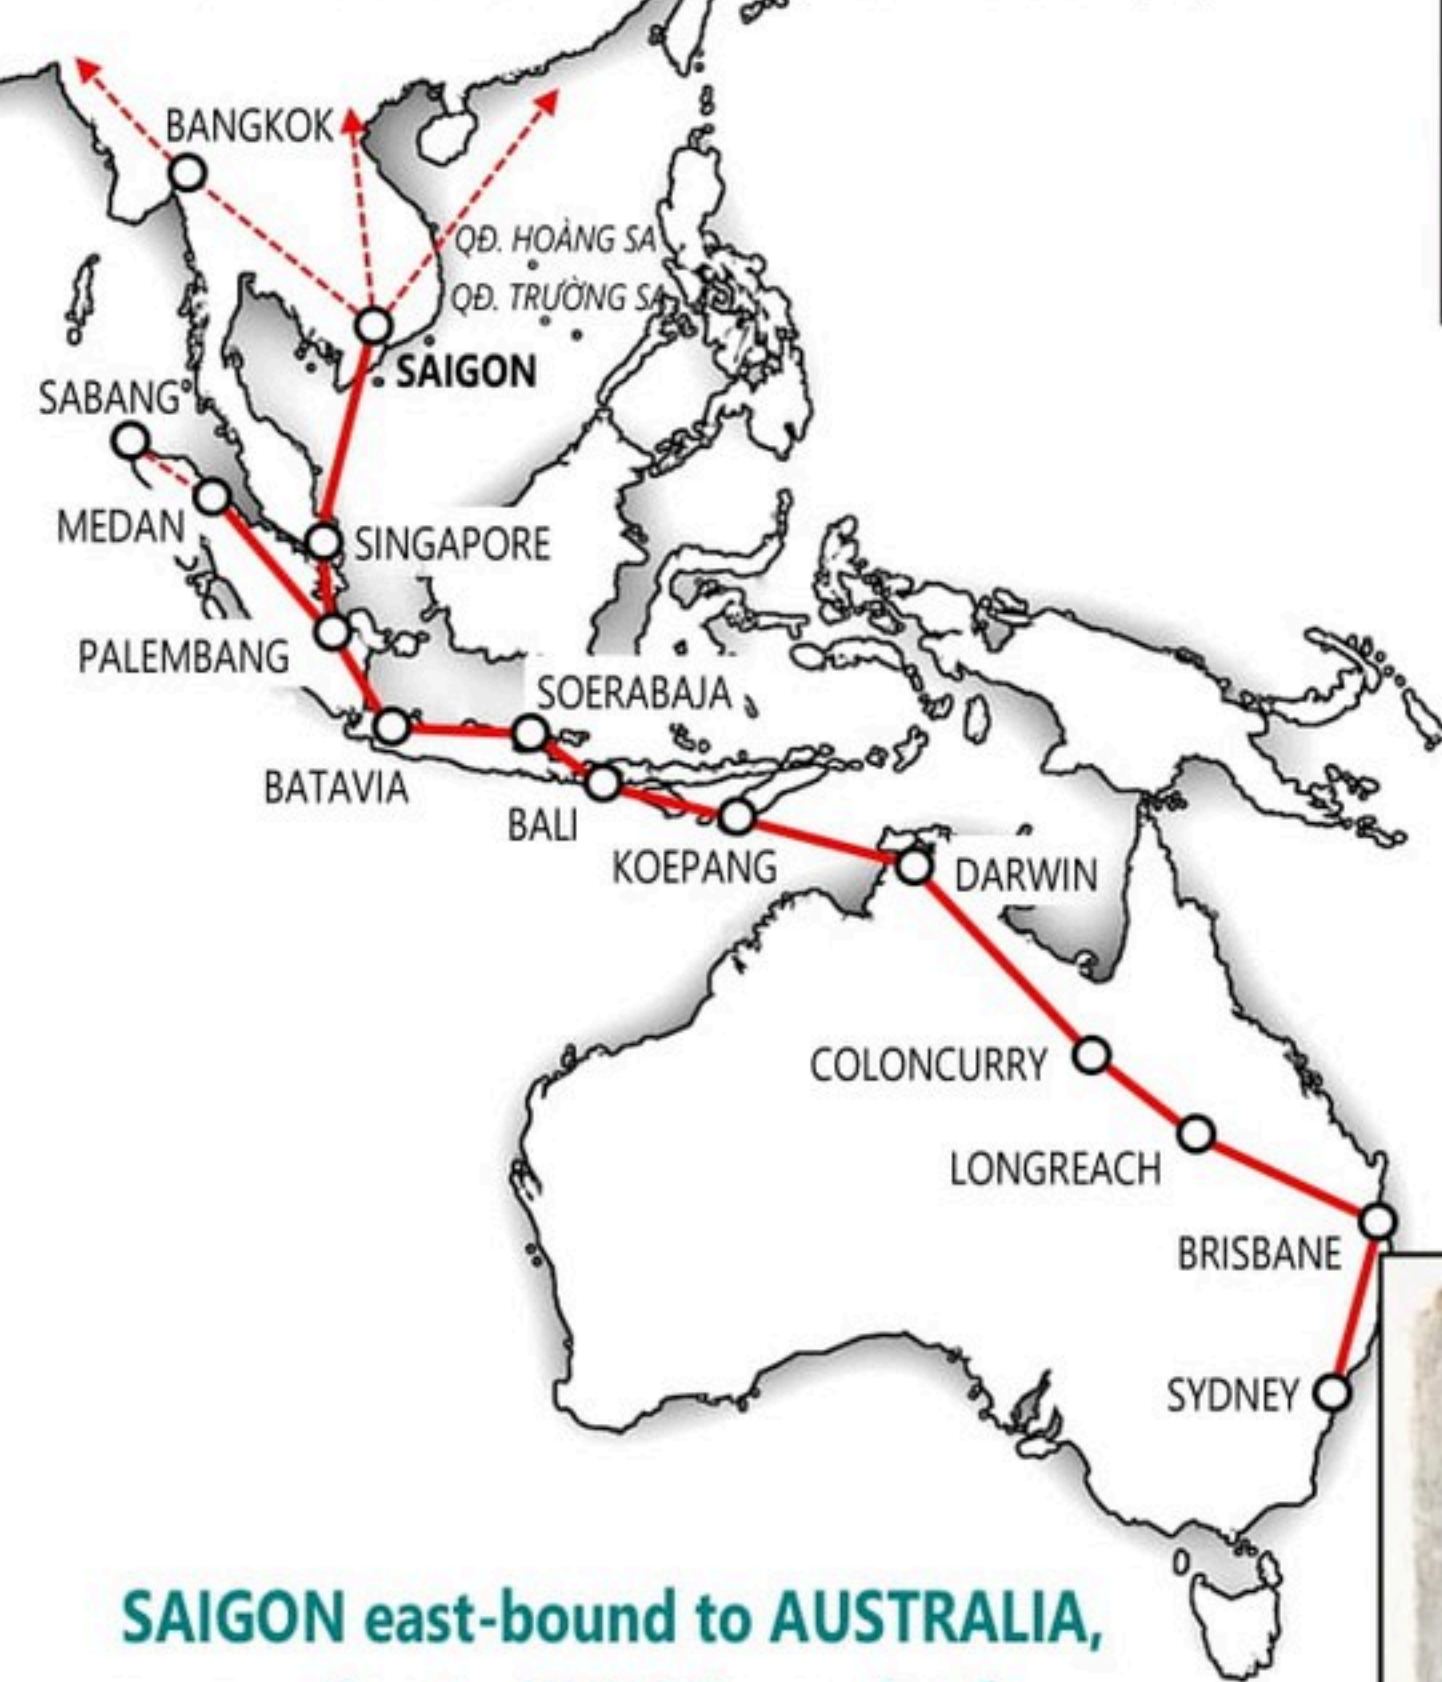 BANGKOK
QĐ. HOÀNG SA
QĐ. TRƯỜNG SA
SAIGON
SABANG
MEDAN
SINGAPORE
PALEMBANG
SOERABAJA
BATAVIA
BALI
KOEPANG
DARWIN
COLONCURRY
LONGREACH
BRISBANE
SYDNEY
SAIGON east-bound to AUSTRALIA,